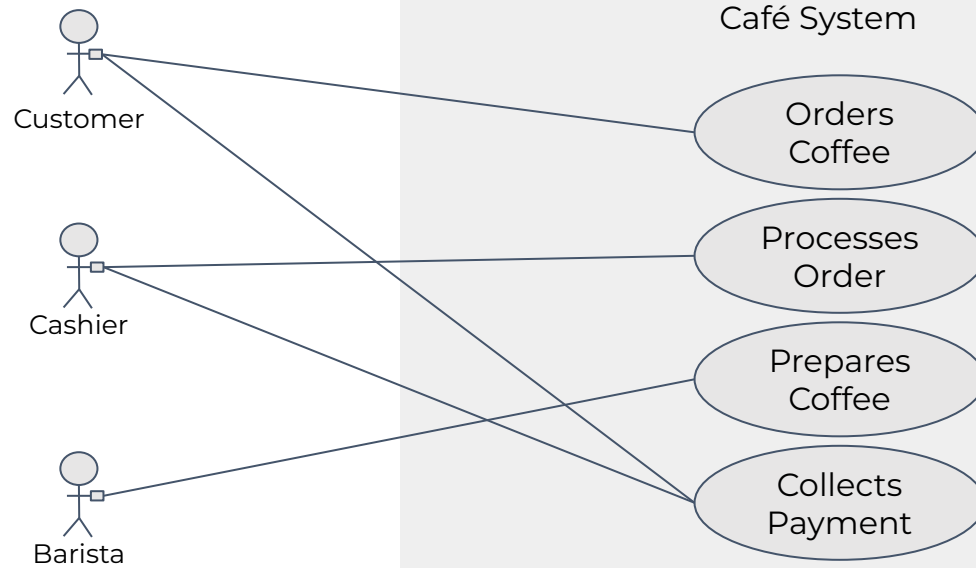 Café System
Customer
Orders
Coffee
Processes
Order
Cashier
Prepares
Coffee
Collects
Payment
Barista